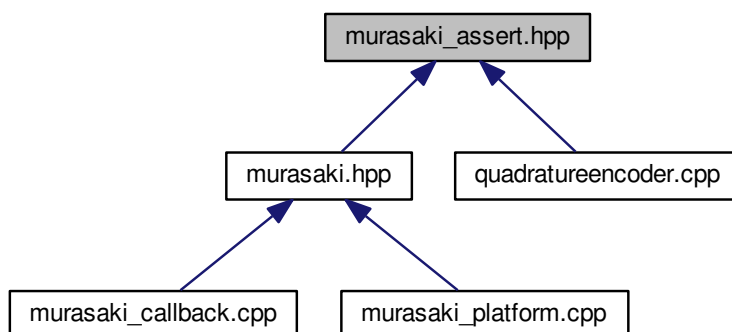 murasaki_assert.hpp
murasaki.hpp
quadratureencoder.cpp
murasaki_callback.cpp
murasaki_platform.cpp